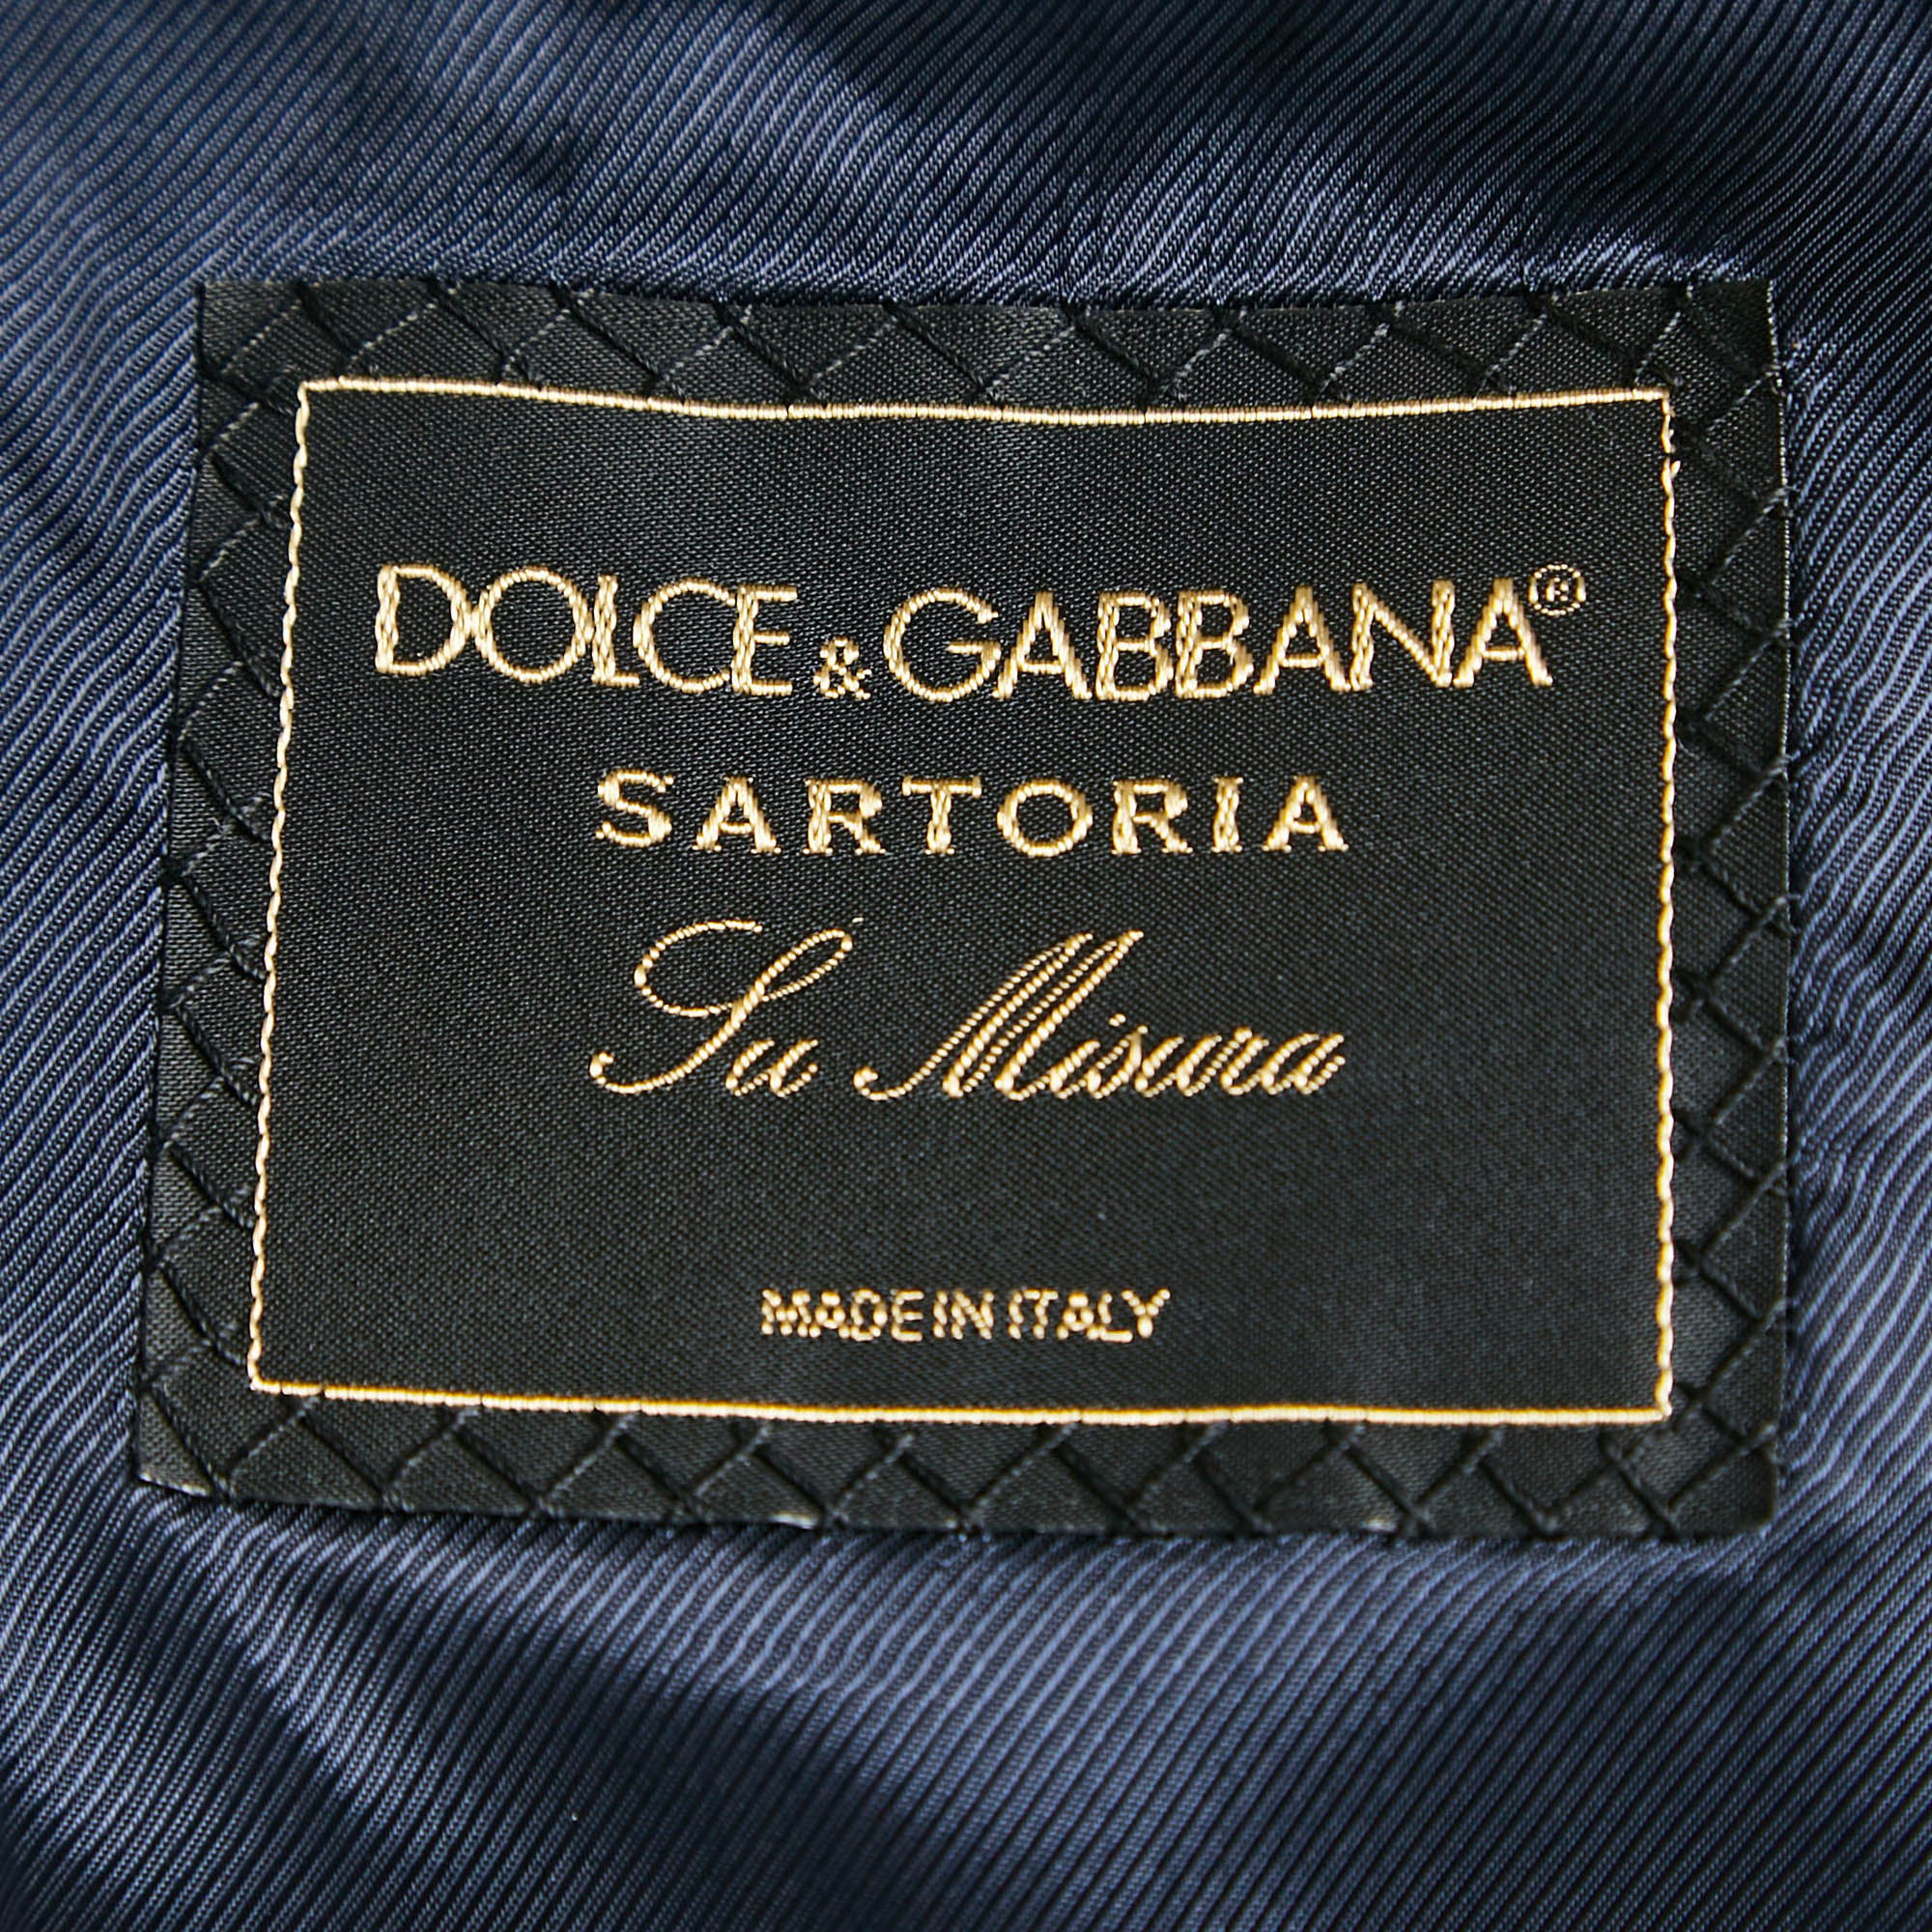 DOLCE & GABBANA®
SARTORIA
Su Misura
MADE IN ITALY